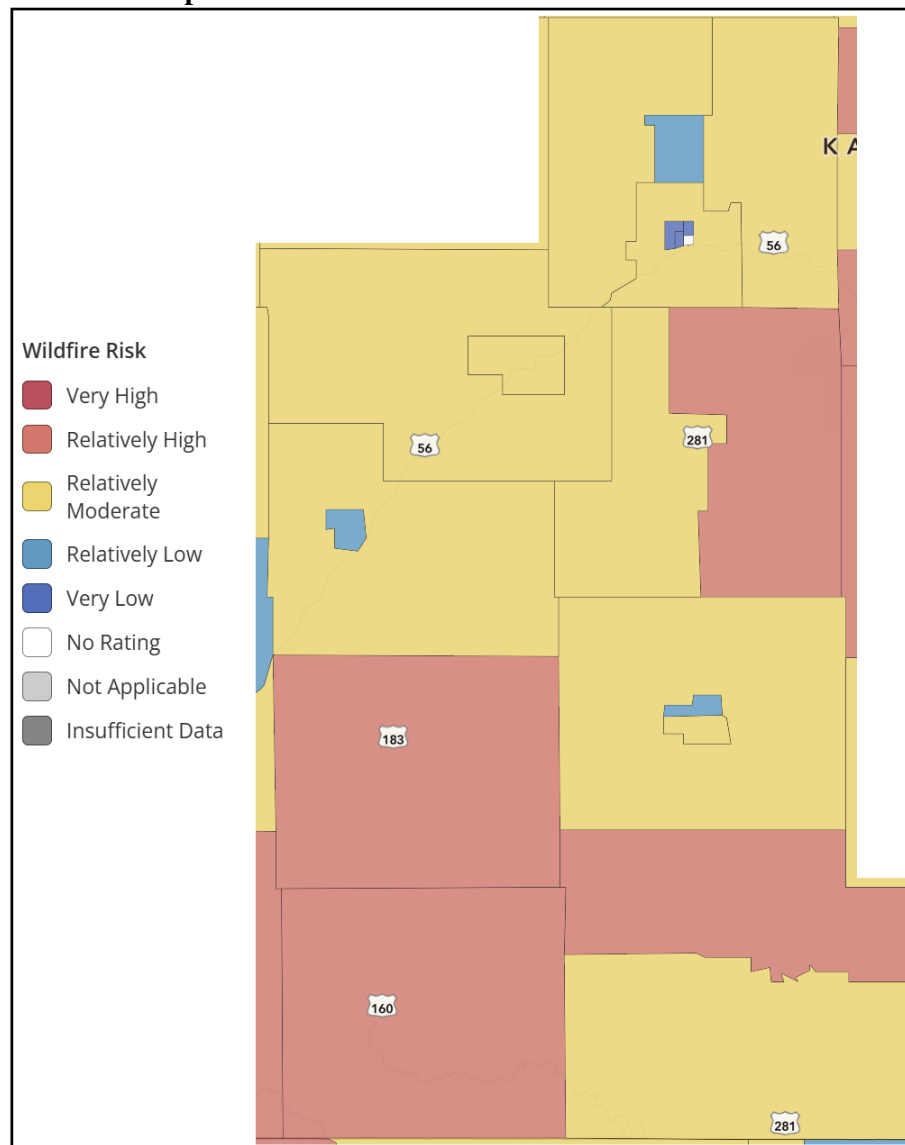 K A
56
Wildfire Risk
Very High
Relatively High
281
56
Relatively
Moderate
Relatively Low
Very Low
No Rating
Not Applicable
Insufficient Data
183
160
281